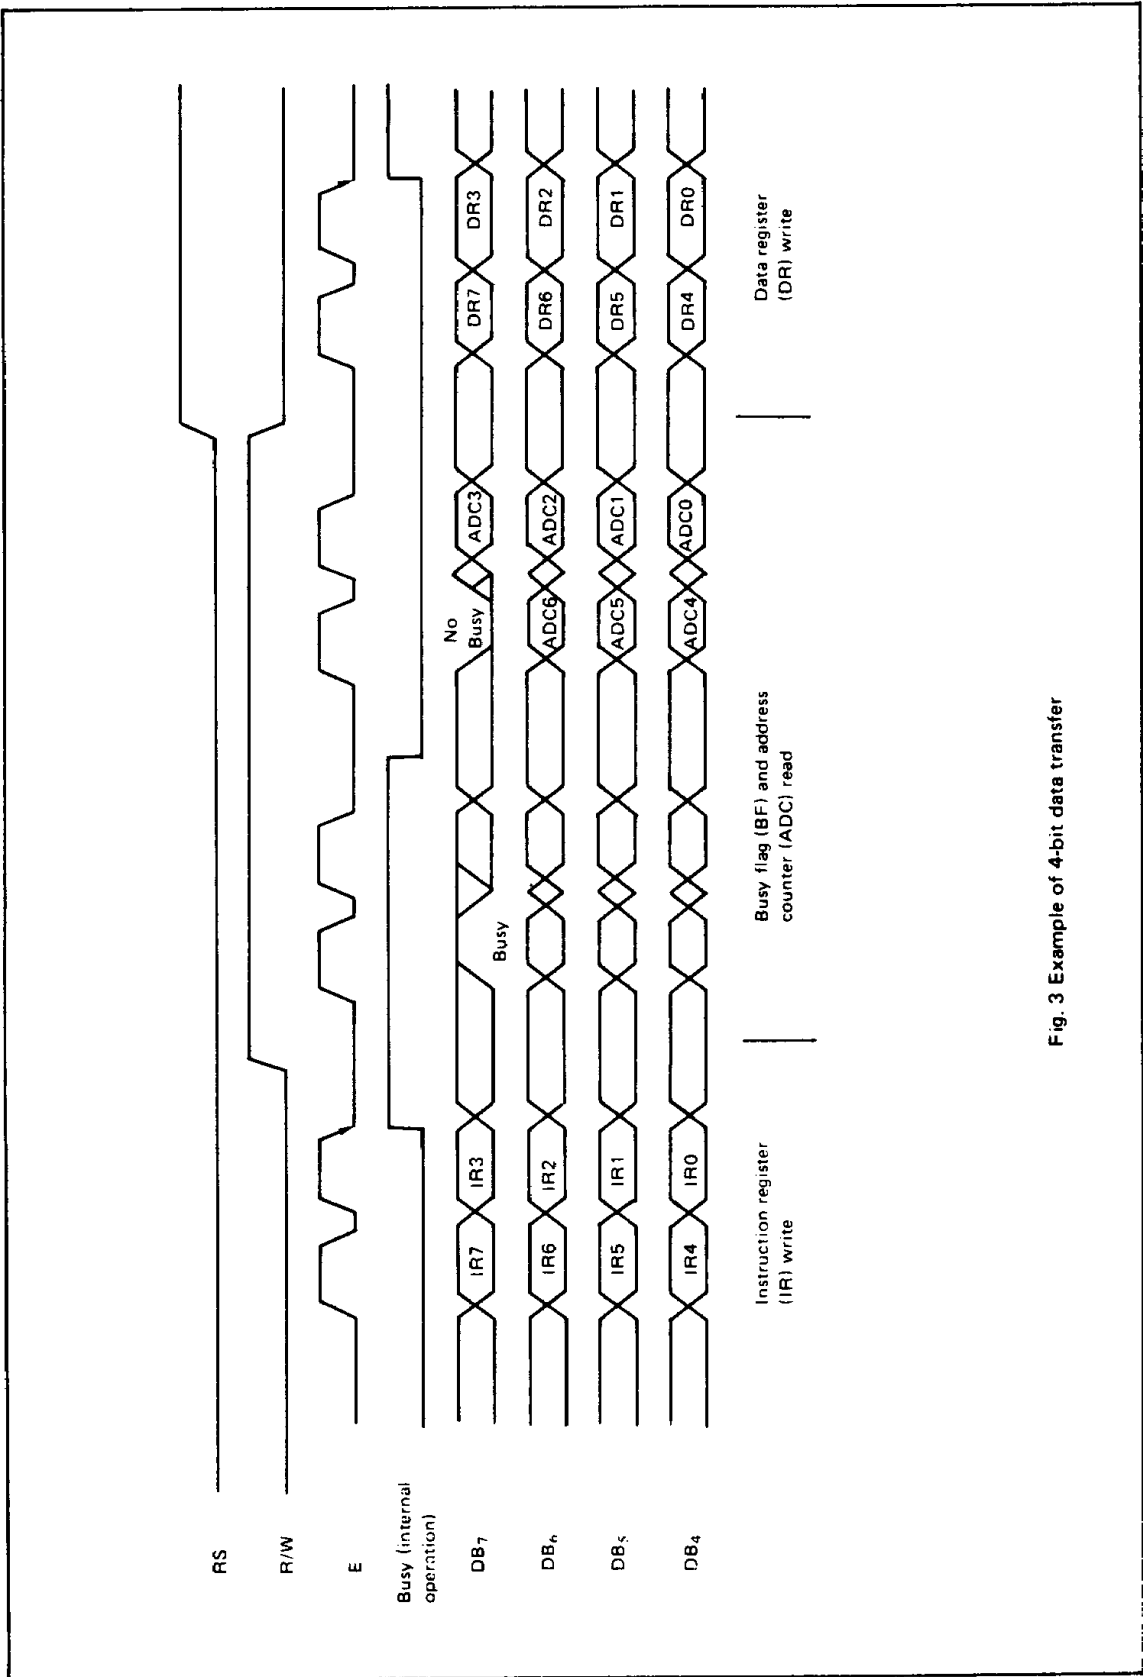 RS
R/W
E
Busy (internal
operation)
DB7 IR7 IR3 Busy No
Busy ADC3 DR7 DR3
DB6 IR6 IR2 ADC6 ADC2 DR6 DR2
DB5 IR5 IR1 ADC5 ADC1 DR5 DR1
DB4 IR4 IR0 ADC4 ADC0 DR4 DR0
Instruction register
(IR) write
Busy flag (BF) and address
counter (ADC) read
Data register
(DR) write
Fig. 3 Example of 4-bit data transfer